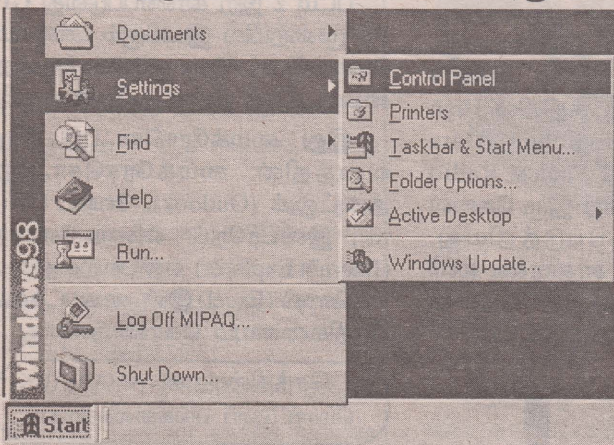 Documents
Settings
Find
Help
Run...
Log Off MIPAQ...
Shut Down...
Control Panel
Printers
Taskbar & Start Menu...
Folder Options...
Active Desktop
Windows Update...
Windows98
Start